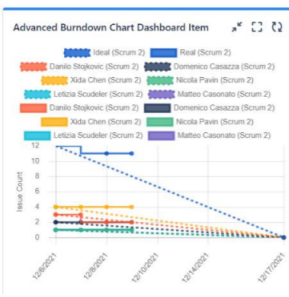 Advanced Burndown Chart Dashboard Item
Ideal (Scrum 2) Real (Scrum 2)
Danilo Stojkovic (Scrum 2) Domenico Casazza (Scrum 2)
Xida Chen (Scrum 2) Nicola Pavin (Scrum 2)
Letizia Scudeler (Scrum 2) Matteo Casonato (Scrum 2)
Danilo Stojkovic (Scrum 2) Domenico Casazza (Scrum 2)
Xida Chen (Scrum 2) Nicola Pavin (Scrum 2)
Letizia Scudeler (Scrum 2) Matteo Casonato (Scrum 2)
12
10
8
6
4
2
0
Issue Count
12/6/2021 12/8/2021 12/10/2021 12/14/2021 12/17/2021